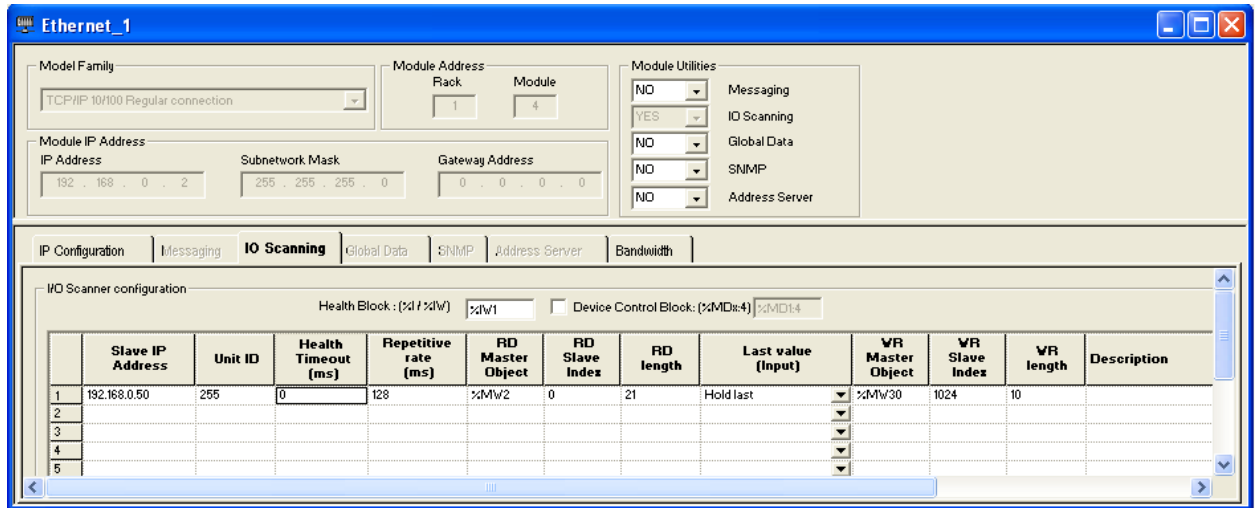 Ethernet_1
Model Family
TCP/IP 10/100 Regular connection
Module Address
Rack Module
1 4
Module Utilities
NO Messaging
YES IO Scanning
NO Global Data
NO SNMP
NO Address Server
Module IP Address
IP Address Subnetwork Mask Gateway Address
192 . 168 . 0 . 2 255 . 255 . 255 . 0 0 . 0 . 0 . 0
IP Configuration Messaging IO Scanning Global Data SNMP Address Server Bandwidth
I/O Scanner configuration
Health Block : (%I / %IW) %IW1 Device Control Block: (%MDx:4) %MD1:4
Slave IP Address Unit ID Health Timeout (ms) Repetitive rate (ms) RD Master Object RD Slave Index RD length Last value (Input) WR Master Object WR Slave Index WR length Description
1 192.168.0.50 255 0 128 %MW2 0 21 Hold last %MW30 1024 10
2
3
4
5